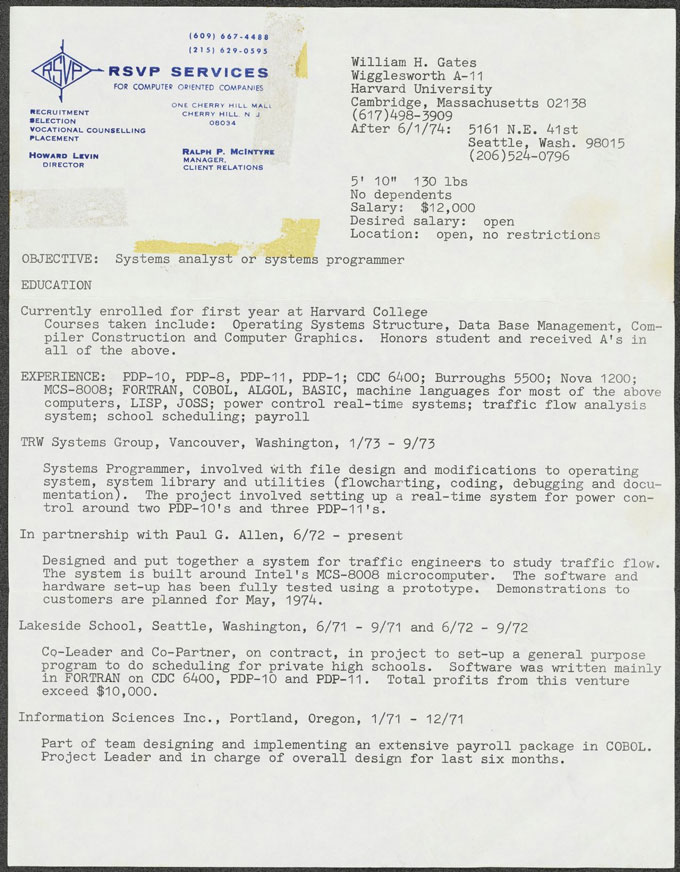 (609) 667-4488
(215) 629-0595
RSVP
RSVP SERVICES
FOR COMPUTER ORIENTED COMPANIES
ONE CHERRY HILL MALL
CHERRY HILL N J
08034
RECRUITMENT
SELECTION
VOCATIONAL COUNSELLING
PLACEMENT
HOWARD LEVIN
DIRECTOR
RALPH P. MCINTYRE
MANAGER,
CLIENT RELATIONS
William H. Gates
Wigglesworth A-11
Harvard University
Cambridge, Massachusetts 02138
(617)498-3909
After 6/1/74: 5161 N.E. 41st
Seattle, Wash. 98015
(206)524-0796
5' 10" 130 lbs
No dependents
Salary: $12,000
Desired salary: open
Location: open, no restrictions
OBJECTIVE: Systems analyst or systems programmer
EDUCATION
Currently enrolled for first year at Harvard College
Courses taken include: Operating Systems Structure, Data Base Management, Com-
piler Construction and Computer Graphics. Honors student and received A's in
all of the above.
EXPERIENCE: PDP-10, PDP-8, PDP-11, PDP-1; CDC 6400; Burroughs 5500; Nova 1200;
MCS-8008; FORTRAN, COBOL, ALGOL, BASIC, machine languages for most of the above
computers, LISP, JOSS; power control real-time systems; traffic flow analysis
system; school scheduling; payroll
TRW Systems Group, Vancouver, Washington, 1/73 - 9/73
Systems Programmer, involved with file design and modifications to operating
system, system library and utilities (flowcharting, coding, debugging and docu-
mentation). The project involved setting up a real-time system for power con-
trol around two PDP-10's and three PDP-11's.
In partnership with Paul G. Allen, 6/72 - present
Designed and put together a system for traffic engineers to study traffic flow.
The system is built around Intel's MCS-8008 microcomputer. The software and
hardware set-up has been fully tested using a prototype. Demonstrations to
customers are planned for May, 1974.
Lakeside School, Seattle, Washington, 6/71 - 9/71 and 6/72 - 9/72
Co-Leader and Co-Partner, on contract, in project to set-up a general purpose
program to do scheduling for private high schools. Software was written mainly
in FORTRAN on CDC 6400, PDP-10 and PDP-11. Total profits from this venture
exceed $10,000.
Information Sciences Inc., Portland, Oregon, 1/71 - 12/71
Part of team designing and implementing an extensive payroll package in COBOL.
Project Leader and in charge of overall design for last six months.